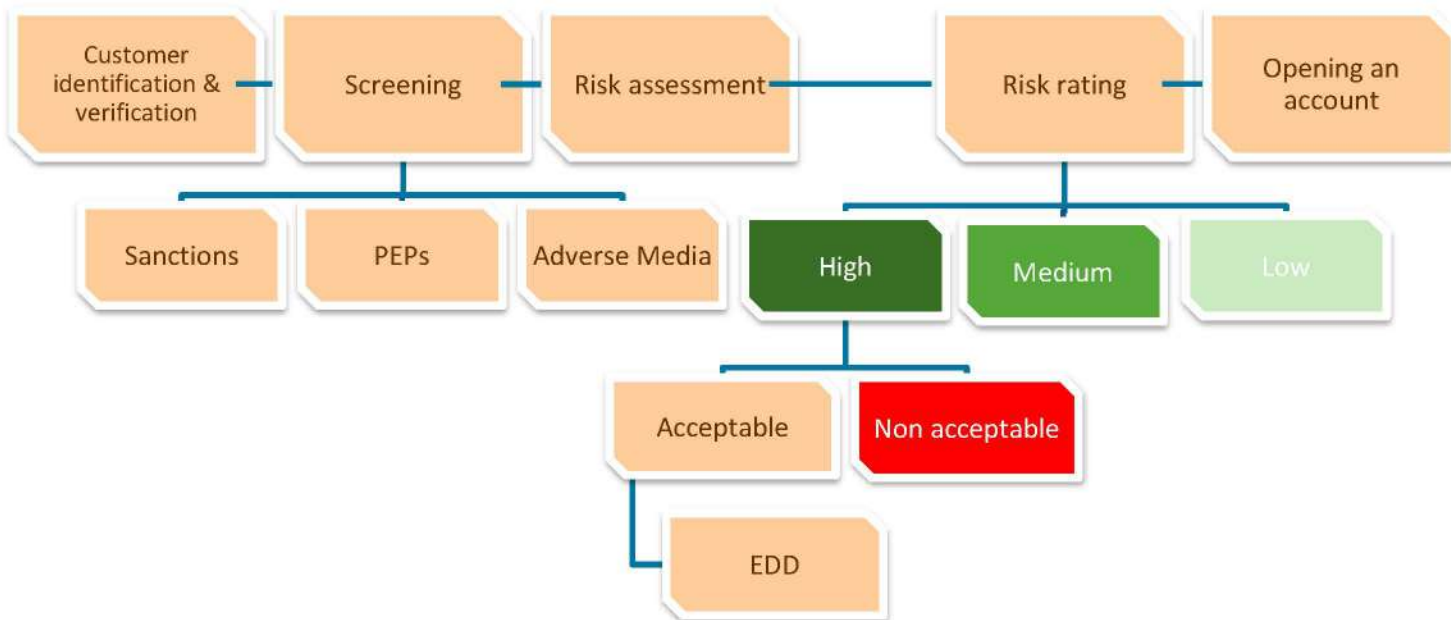 Customer
identification &
verification
Screening
Risk assessment
Risk rating
Opening an
account
Sanctions
PEPs
Adverse Media
High
Medium
Low
Acceptable
Non acceptable
EDD